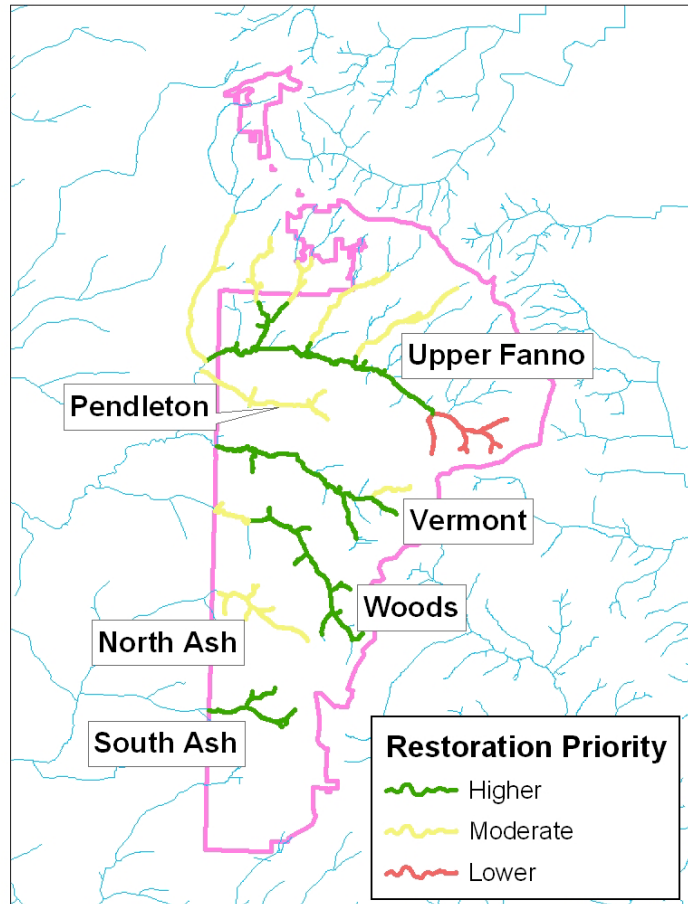 Upper Fanno
Pendleton
Vermont
Woods
North Ash
South Ash
Restoration Priority
Higher
Moderate
Lower